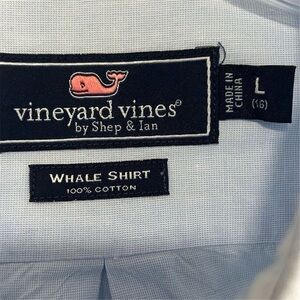 vineyard vines®
by Shep & Ian
MADE IN
CHINA
L
(16)
WHALE SHIRT
100% COTTON